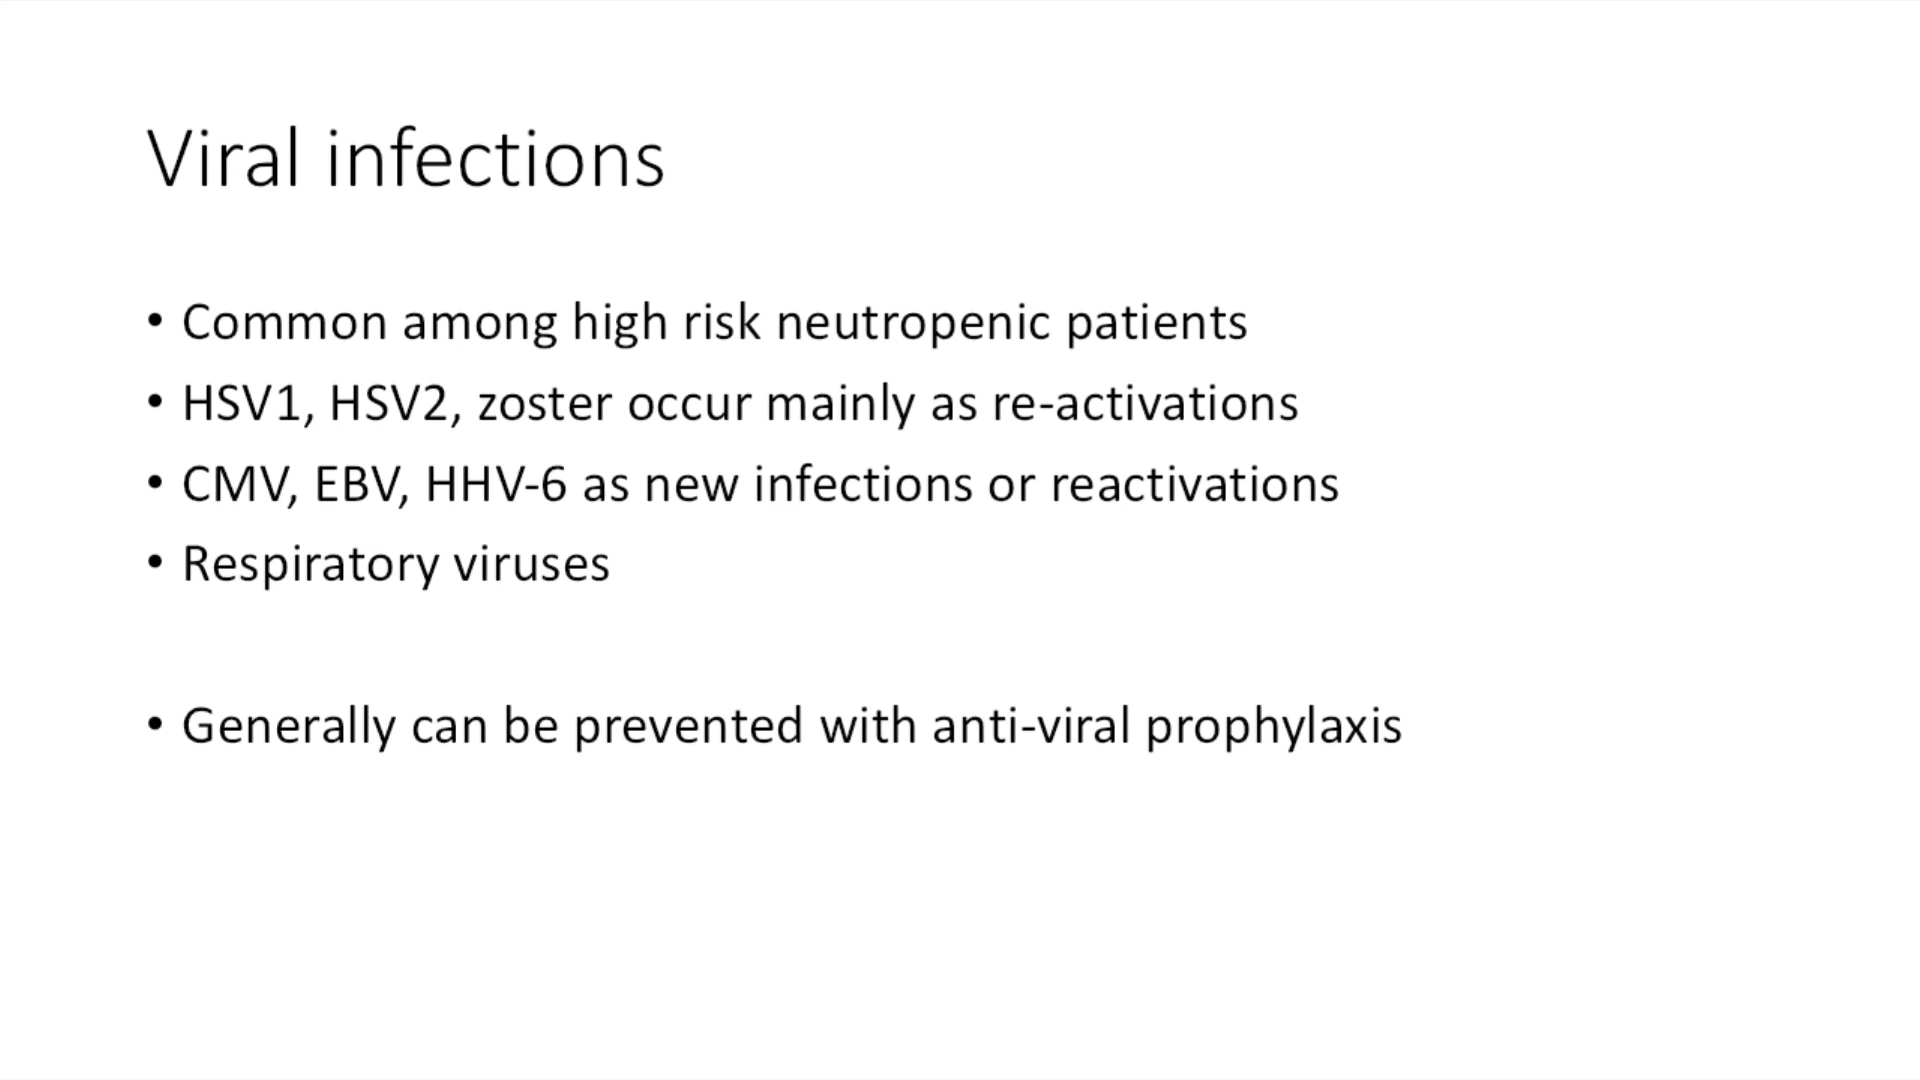 Viral infections
• Common among high risk neutropenic patients
• HSV1, HSV2, zoster occur mainly as re-activations
• CMV, EBV, HHV-6 as new infections or reactivations
• Respiratory viruses
• Generally can be prevented with anti-viral prophylaxis